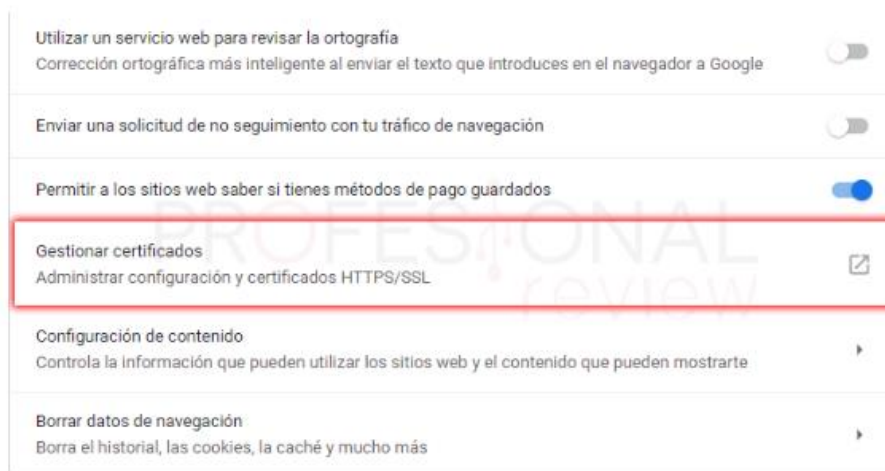 Utilizar un servicio web para revisar la ortografía
Corrección ortográfica más inteligente al enviar el texto que introduces en el navegador a Google
Enviar una solicitud de no seguimiento con tu tráfico de navegación
Permitir a los sitios web saber si tienes métodos de pago guardados
PROFESIONAL
review
Gestionar certificados
Administrar configuración y certificados HTTPS/SSL
Configuración de contenido
Controla la información que pueden utilizar los sitios web y el contenido que pueden mostrarte
Borrar datos de navegación
Borra el historial, las cookies, la caché y mucho más